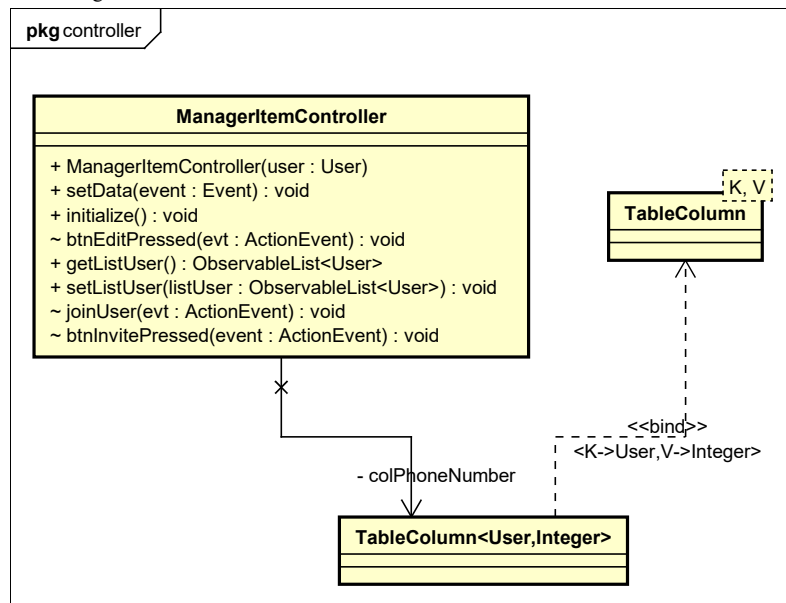 pkg controller
ManagerItemController
+ ManagerItemController(user : User)
+ setData(event : Event) : void
+ initialize() : void
~ btnEditPressed(evt : ActionEvent) : void
+ getListUser() : ObservableList<User>
+ setListUser(listUser : ObservableList<User>) : void
~ joinUser(evt : ActionEvent) : void
~ btnInvitePressed(event : ActionEvent) : void
K, V
TableColumn
<<bind>>
<K->User,V->Integer>
- colPhoneNumber
TableColumn<User,Integer>